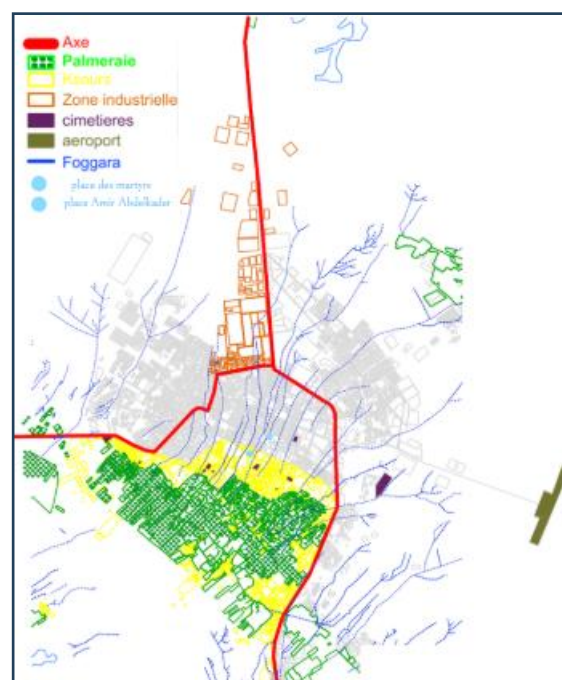 Axe
Palmeraie
Ksours
Zone industrielle
cimetieres
aeroport
Foggara
place des martyrs
place Amir Abdelkader